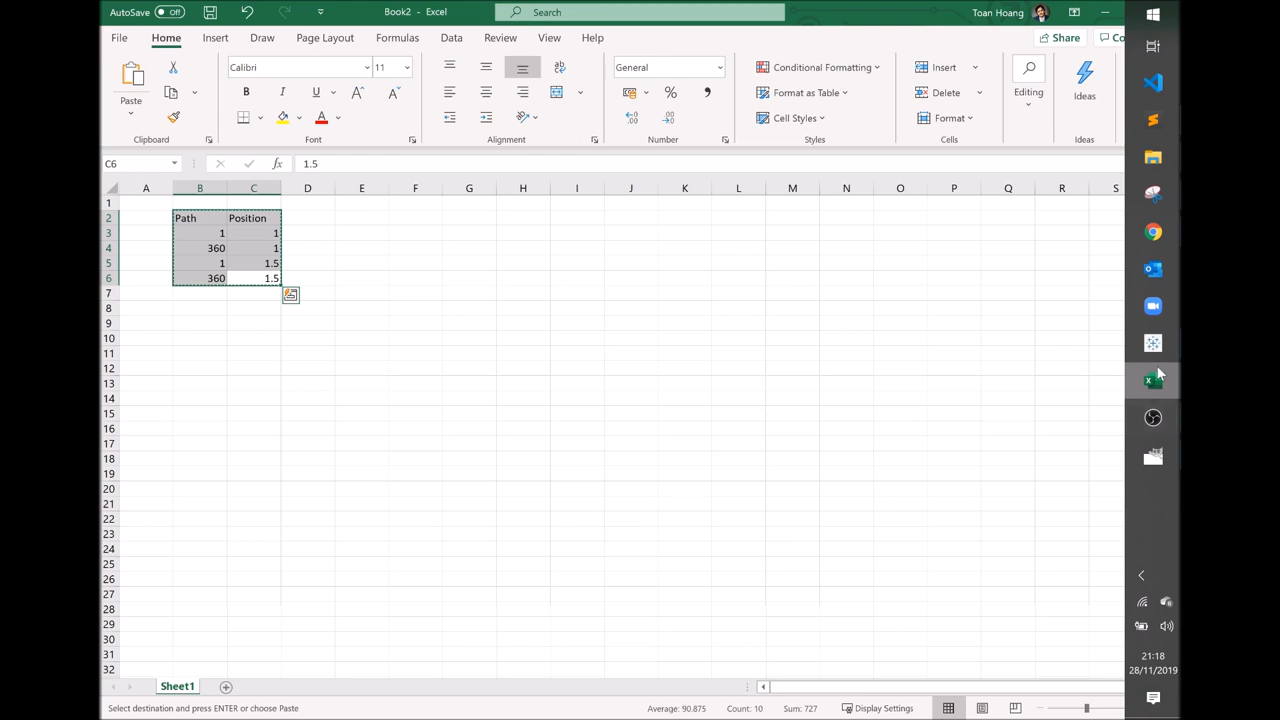 AutoSave Off Book2 - Excel Search Toan Hoang
File Home Insert Draw Page Layout Formulas Data Review View Help Share Co
Calibri 11 General Conditional Formatting Insert
Paste B I U A A % Format as Table Delete Editing Ideas
A Cell Styles Format
Clipboard Font Alignment Number Styles Cells Ideas
C6 fx 1.5
A B C D E F G H I J K L M N O P Q R S
1
2 Path Position
3 1 1
4 360 1
5 1 1.5
6 360 1.5
7
8
9
10
11
12
13
14
15
16
17
18
19
20
21
22
23
24
25
26
27
28
29
30
31
32
21:18
28/11/2019
Sheet1
Select destination and press ENTER or choose Paste Average: 90.875 Count: 10 Sum: 727 Display Settings